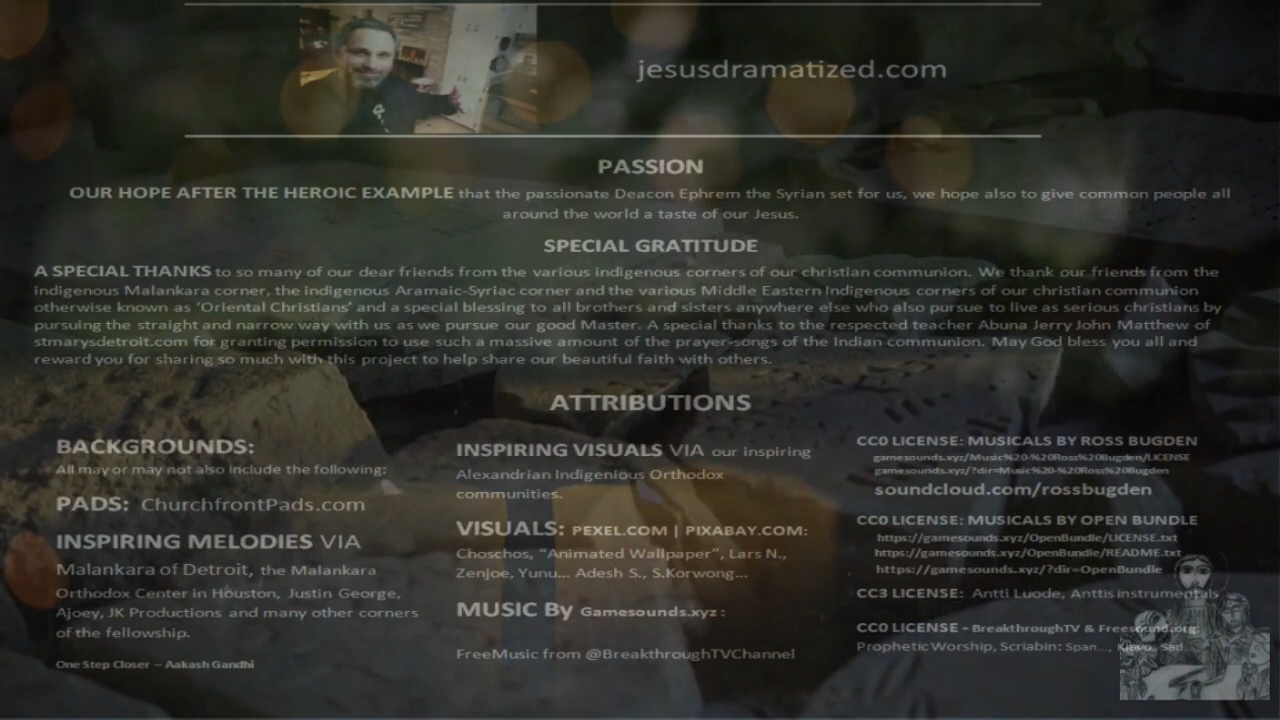 jesusdramatized.com
PASSION
OUR HOPE AFTER THE HEROIC EXAMPLE that the passionate Deacon Ephrem the Syrian set for us, we hope also to give common people all
around the world a taste of our Jesus.
SPECIAL GRATITUDE
A SPECIAL THANKS to so many of our dear friends from the various indigenous corners of our christian communion. We thank our friends from the
indigenous Malankara corner, the indigenous Aramaic-Syriac corner and the various Middle Eastern Indigenous corners of our christian communion
otherwise known as 'Oriental Christians' and a special blessing to all brothers and sisters anywhere else who also pursue to live as serious christians by
pursuing the straight and narrow way with us as we pursue our good Master. A special thanks to the respected teacher Abuna Jerry John Matthew of
stmarysdetroit.com for granting permission to use such a massive amount of the prayer-songs of the Indian communion. May God bless you all and
reward you for sharing so much with this project to help share our beautiful faith with others.
ATTRIBUTIONS
BACKGROUNDS:
All may or may not also include the following:
PADS: ChurchfrontPads.com
INSPIRING MELODIES VIA
Malankara of Detroit, the Malankara
Orthodox Center in Houston, Justin George,
Ajoey, JK Productions and many other corners
of the fellowship.
One Step Closer – Aakash Gandhi
INSPIRING VISUALS VIA our inspiring
Alexandrian Indigenious Orthodox
communities.
VISUALS: PEXEL.COM | PIXABAY.COM:
Choschos, "Animated Wallpaper", Lars N.,
Zenjoe, Yunu... Adesh S., S.Korwong...
MUSIC By Gamesounds.xyz :
FreeMusic from @BreakthroughTVChannel
CC0 LICENSE: MUSICALS BY ROSS BUGDEN
gamesounds.xyz/Music%20-%20Ross%20Bugden/LICENSE
gamesounds.xyz/?dir=Music%20-%20Ross%20Bugden
soundcloud.com/rossbugden
CC0 LICENSE: MUSICALS BY OPEN BUNDLE
https://gamesounds.xyz/OpenBundle/LICENSE.txt
https://gamesounds.xyz/OpenBundle/README.txt
https://gamesounds.xyz/?dir=OpenBundle
CC3 LICENSE: Antti Luode, Anttis instrumentals
CC0 LICENSE - BreakthroughTV & Freesound.org:
Prophetic Worship, Scriabin: Span..., Sad